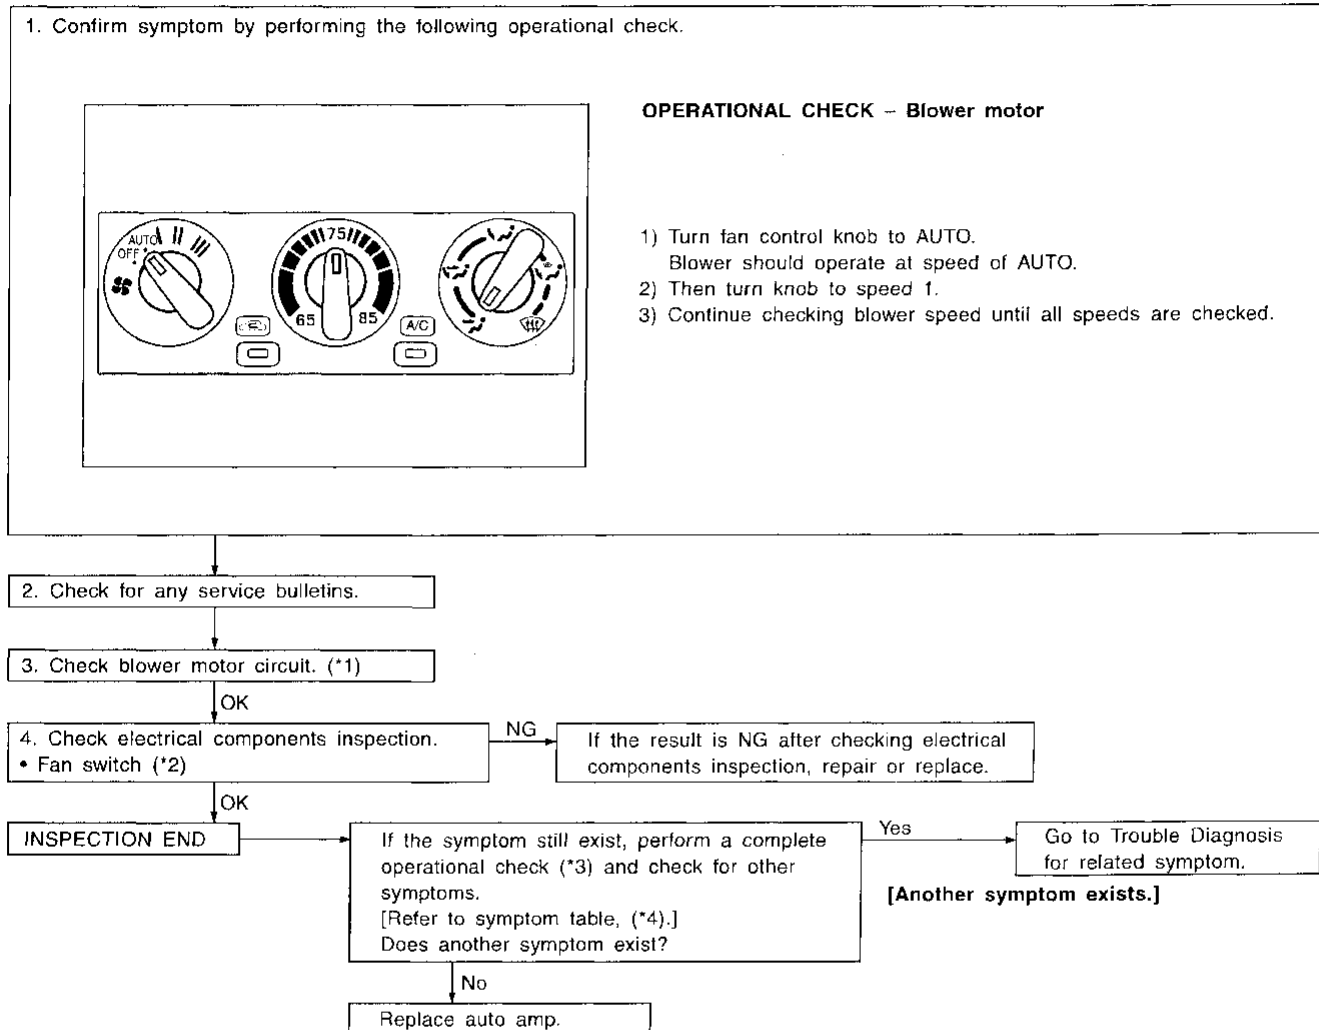 1. Confirm symptom by performing the following operational check.
OPERATIONAL CHECK – Blower motor
AUTO
OFF
75
65
85
A/C
1) Turn fan control knob to AUTO.
Blower should operate at speed of AUTO.
2) Then turn knob to speed 1.
3) Continue checking blower speed until all speeds are checked.
2. Check for any service bulletins.
3. Check blower motor circuit. (*1)
OK
4. Check electrical components inspection.
• Fan switch (*2)
NG
If the result is NG after checking electrical
components inspection, repair or replace.
OK
INSPECTION END
If the symptom still exist, perform a complete
operational check (*3) and check for other
symptoms.
[Refer to symptom table, (*4).]
Does another symptom exist?
Yes
[Another symptom exists.]
Go to Trouble Diagnosis
for related symptom.
No
Replace auto amp.